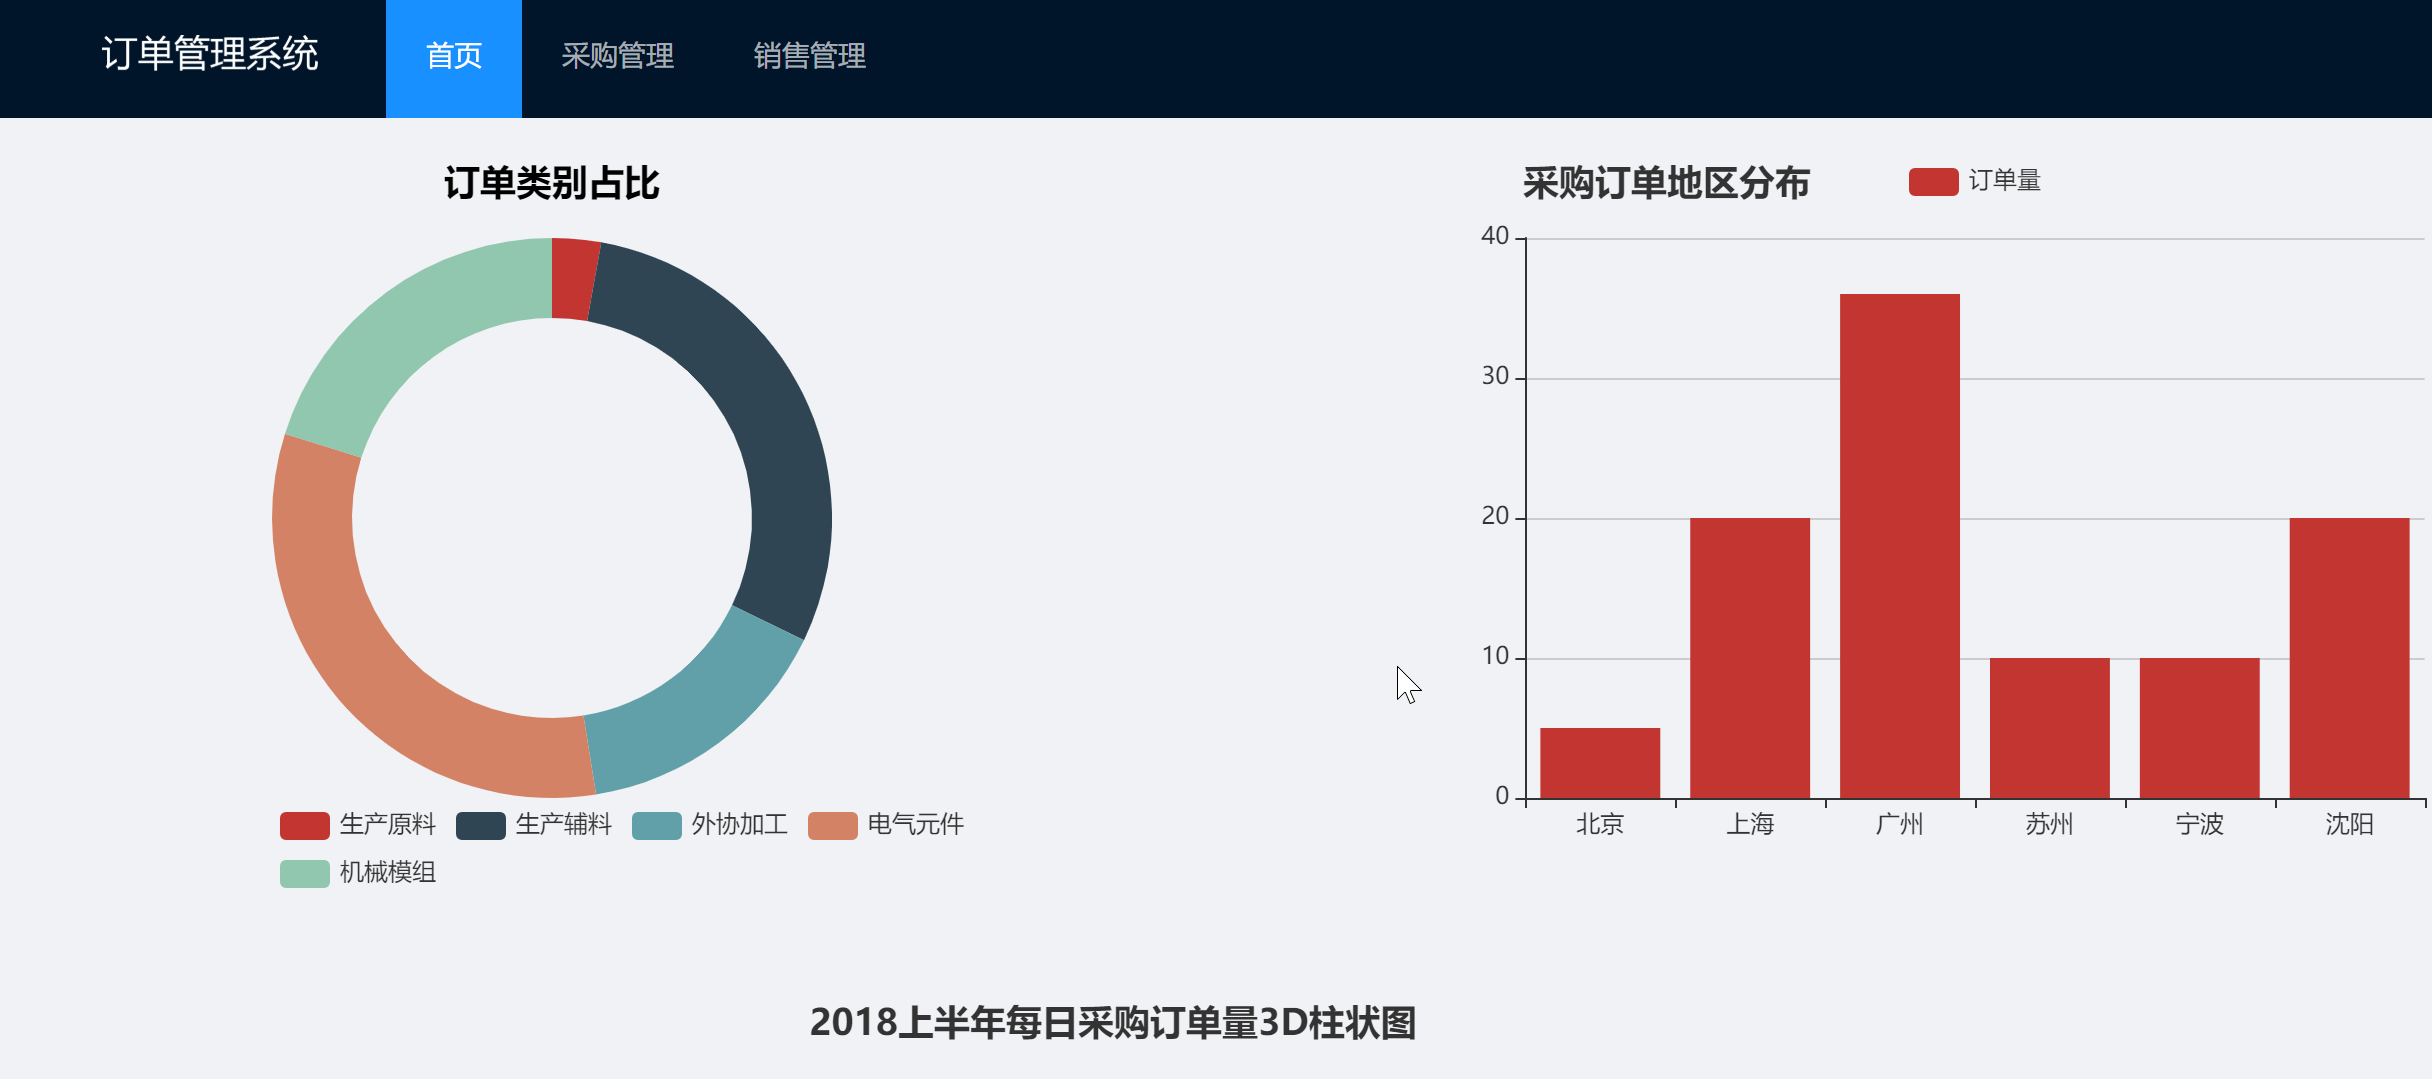 订单管理系统 首页 采购管理 销售管理
订单类别占比
生产原料 生产辅料 外协加工 电气元件
机械模组
采购订单地区分布 订单量
40
30
20
10
0
北京 上海 广州 苏州 宁波 沈阳
2018上半年每日采购订单量3D柱状图